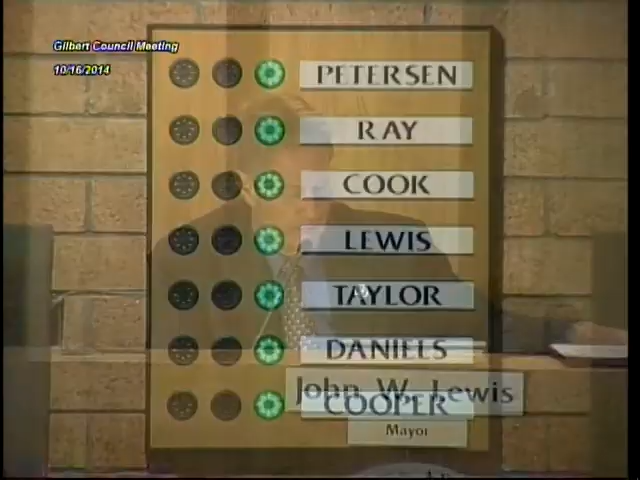 Gilbert Council Meeting
10/16/2014
PETERSEN
RAY
COOK
LEWIS
TAYLOR
DANIELS
John W. Lewis
COOPER
Mayor